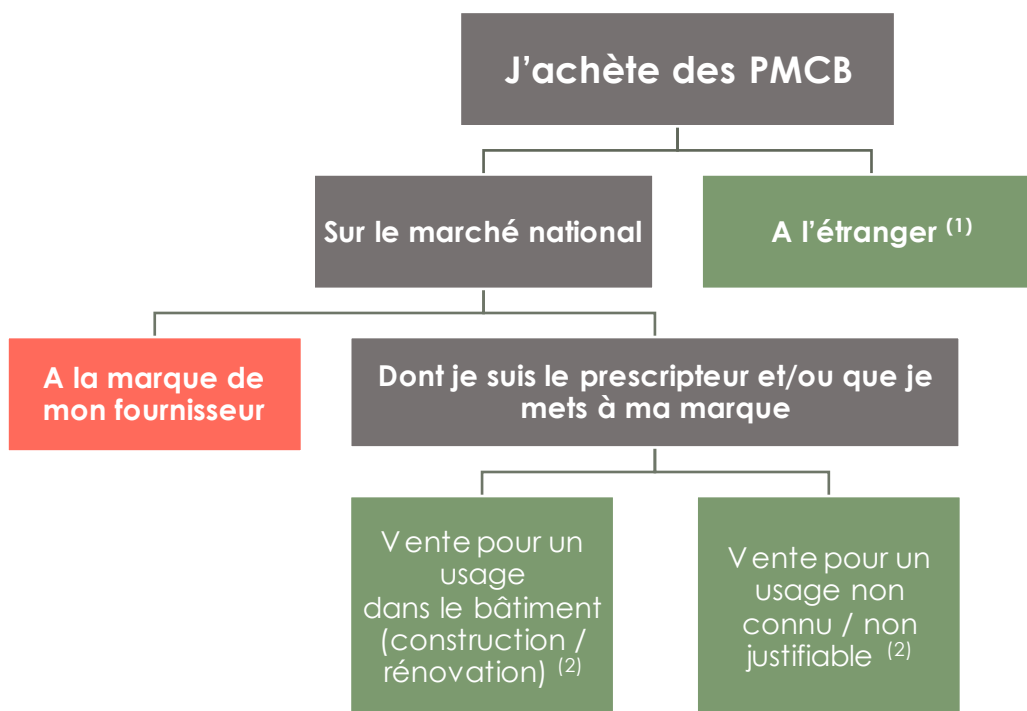 J’achète des PMCB
Sur le marché national
A l’étranger (1)
A la marque de
mon fournisseur
Dont je suis le prescripteur et/ou que je
mets à ma marque
Vente pour un
usage
dans le bâtiment
(construction /
rénovation) (2)
Vente pour un
usage non
connu / non
justifiable (2)